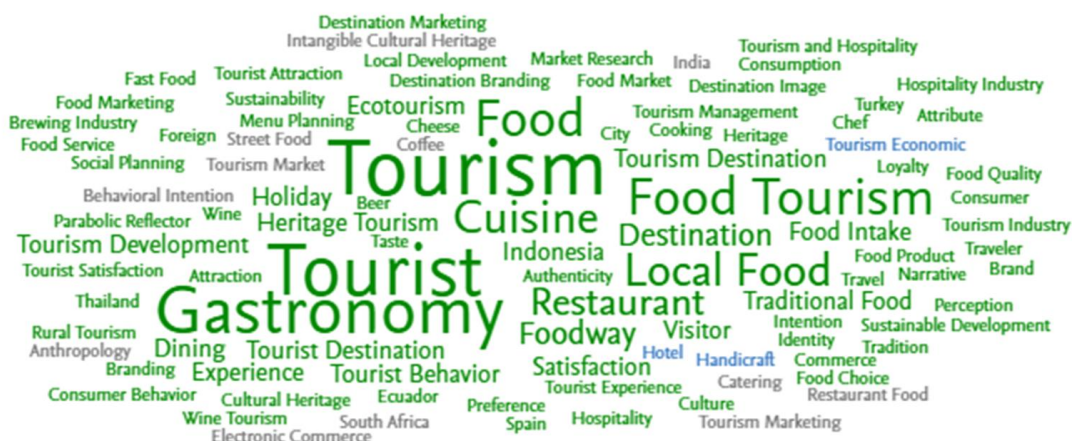 Destination Marketing
Intangible Cultural Heritage
Tourism and Hospitality
Local Development
Market Research
India
Consumption
Fast Food
Tourist Attraction
Destination Branding
Food Market
Destination Image
Hospitality Industry
Food Marketing
Sustainability
Ecotourism
Food
Tourism Management
Turkey
Attribute
Brewing Industry
Menu Planning
Cheese
City
Cooking
Heritage
Chef
Food Service
Foreign
Street Food
Coffee
Tourism Economic
Social Planning
Tourism Market
Tourism
Tourism Destination
Loyalty
Food Quality
Behavioral Intention
Holiday
Beer
Food Tourism
Consumer
Parabolic Reflector
Wine
Heritage Tourism
Cuisine
Destination
Food Intake
Tourism Industry
Tourism Development
Taste
Indonesia
Food Product
Traveler
Tourist Satisfaction
Attraction
Tourist
Authenticity
Local Food
Travel
Narrative
Brand
Thailand
Gastronomy
Restaurant
Traditional Food
Perception
Rural Tourism
Foodway
Visitor
Intention
Sustainable Development
Identity
Anthropology
Dining
Tourist Destination
Hotel
Handicraft
Commerce
Tradition
Branding
Experience
Tourist Behavior
Satisfaction
Tourist Experience
Catering
Food Choice
Consumer Behavior
Cultural Heritage
Ecuador
Preference
Culture
Restaurant Food
Wine Tourism
South Africa
Spain
Hospitality
Tourism Marketing
Electronic Commerce